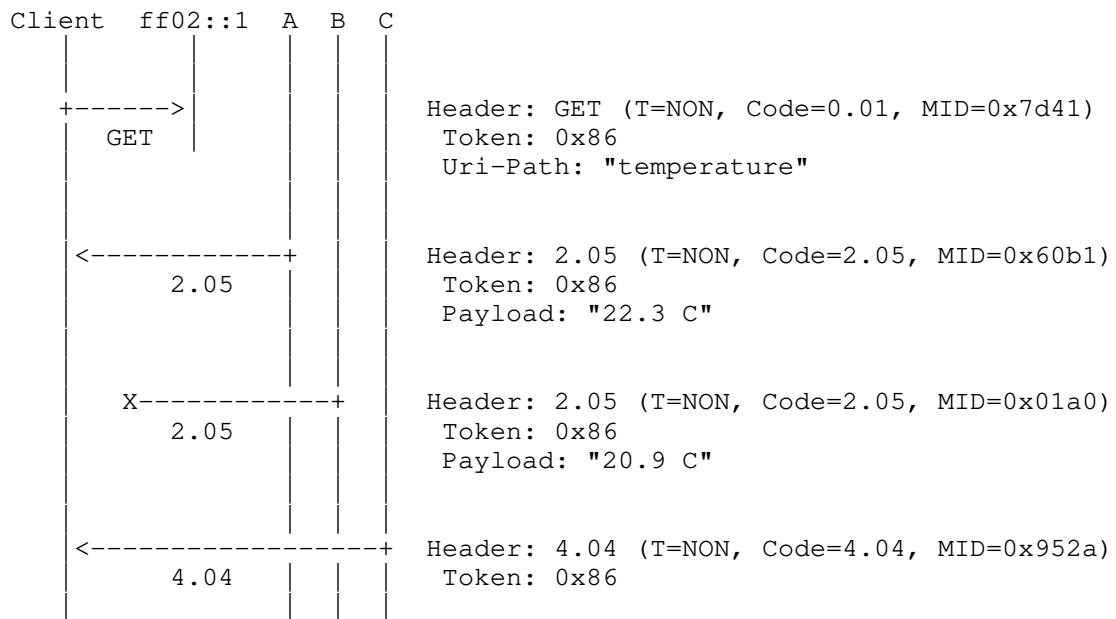 Client ff02::1 A B C
+------>| Header: GET (T=NON, Code=0.01, MID=0x7d41)
GET Token: 0x86
Uri-Path: "temperature"
<------------+ Header: 2.05 (T=NON, Code=2.05, MID=0x60b1)
2.05 Token: 0x86
Payload: "22.3 C"
X------------+ Header: 2.05 (T=NON, Code=2.05, MID=0x01a0)
2.05 Token: 0x86
Payload: "20.9 C"
<------------------+ Header: 4.04 (T=NON, Code=4.04, MID=0x952a)
4.04 Token: 0x86